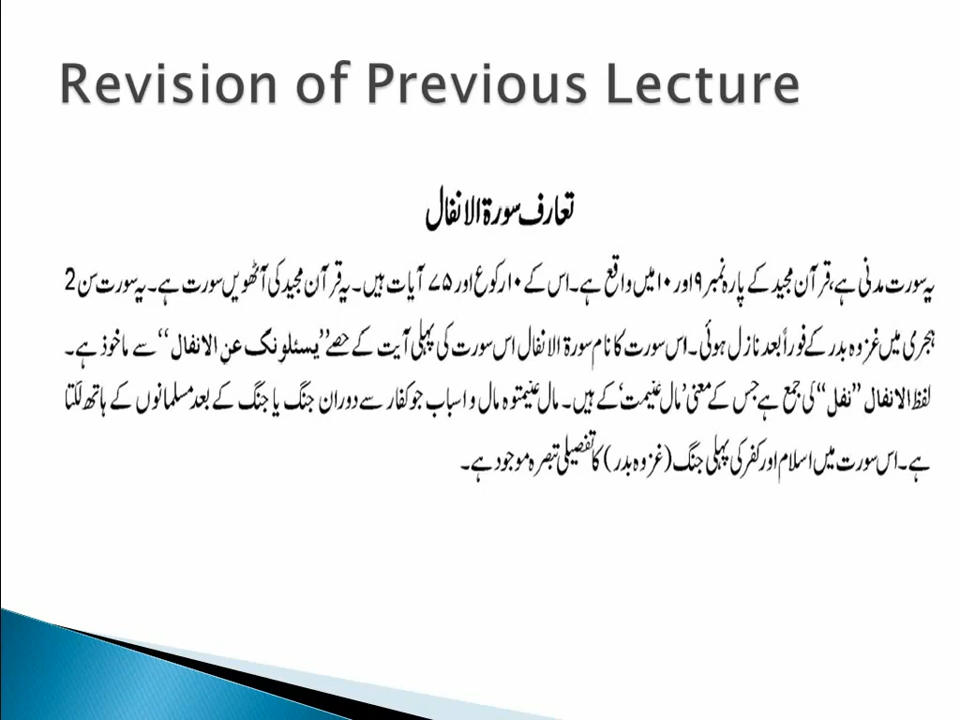 Revision of Previous Lecture
تعارف سورۃ الانفال
یہ سورت مدنی ہے، قرآن مجید کے پارہ نمبر ۹ اور ۱۰ میں واقع ہے۔ اس کے ۱۰ رکوع اور ۷۵ آیات ہیں۔ یہ قرآن مجید کی آٹھویں سورت ہے۔ یہ سورت سن 2
ہجری میں غزوہ بدر کے فوراً بعد نازل ہوئی۔ اس سورت کا نام سورۃ الانفال اس سورت کی پہلی آیت کے حصے ”یسئلونک عنِ الانفال“ سے ماخوذ ہے۔
لفظ الانفال ”نفل“ کی جمع ہے جس کے معنی ’مال غنیمت‘ کے ہیں۔ مال غنیمتوہ مال و اسباب جو کفار سے دوران جنگ یا جنگ کے بعد مسلمانوں کے ہاتھ لگتا
ہے۔ اس سورت میں اسلام اور کفر کی پہلی جنگ (غزوہ بدر) کا تفصیلی تبصرہ موجود ہے۔